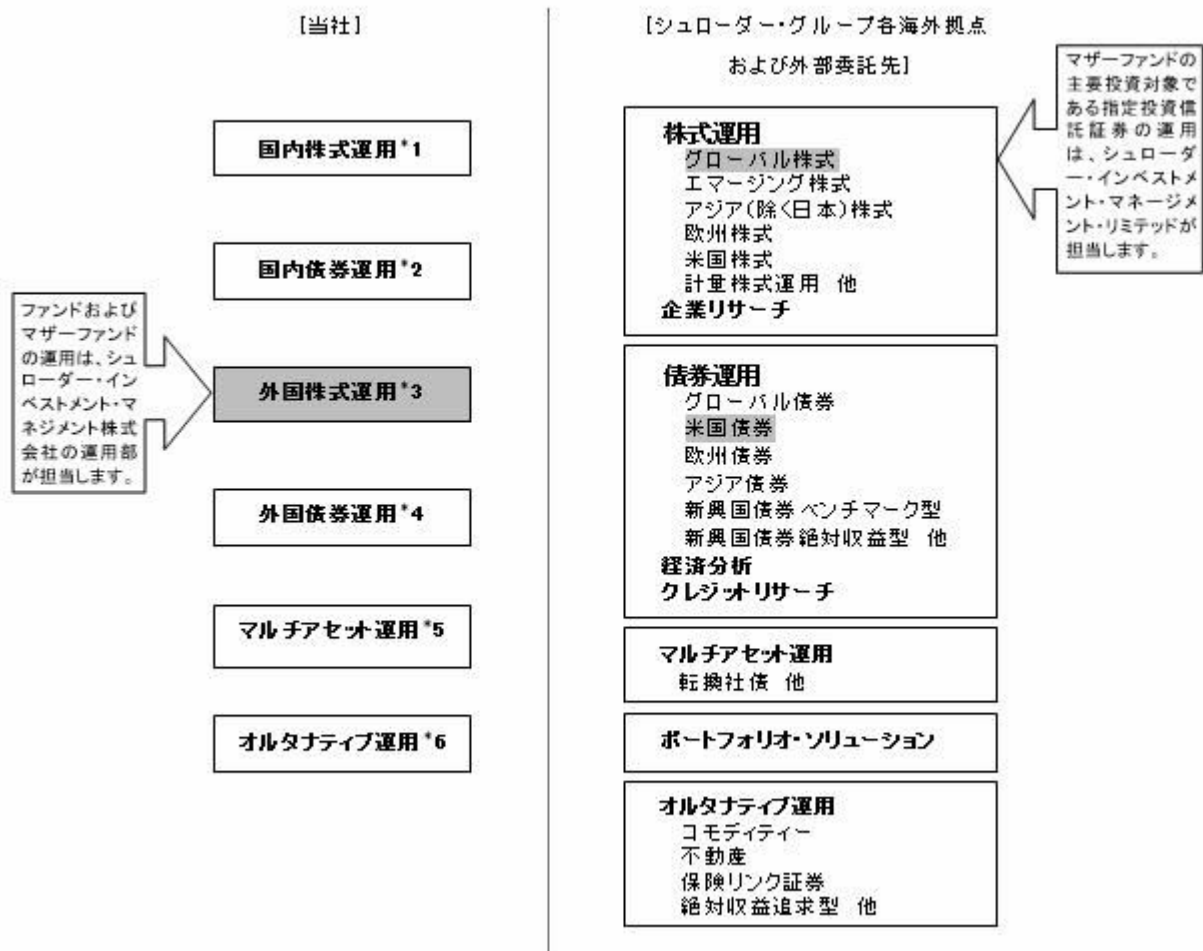 [当社]
国内株式運用*1
国内債券運用*2
ファンドおよび
マザーファンド
の運用は、シュ
ローダー・イン
ベストメント・マ
ネジメント株式
会社の運用部
が担当します。
外国株式運用*3
外国債券運用*4
マルチアセット運用*5
オルタナティブ運用*6
[シュローダー・グループ各海外拠点
および外部委託先]
マザーファンドの
主要投資対象で
ある指定投資信
託証券の運用
は、シュローダ
ー・インベストメ
ント・マネージメ
ント・リミテッドが
担当します。
株式運用
グローバル株式
エマージング株式
アジア(除く日本)株式
欧州株式
米国株式
計量株式運用 他
企業リサーチ
債券運用
グローバル債券
米国債券
欧州債券
アジア債券
新興国債券ベンチマーク型
新興国債券絶対収益型 他
経済分析
クレジットリサーチ
マルチアセット運用
転換社債 他
ポートフォリオ・ソリューション
オルタナティブ運用
コモディティー
不動産
保険リンク証券
絶対収益追求型 他